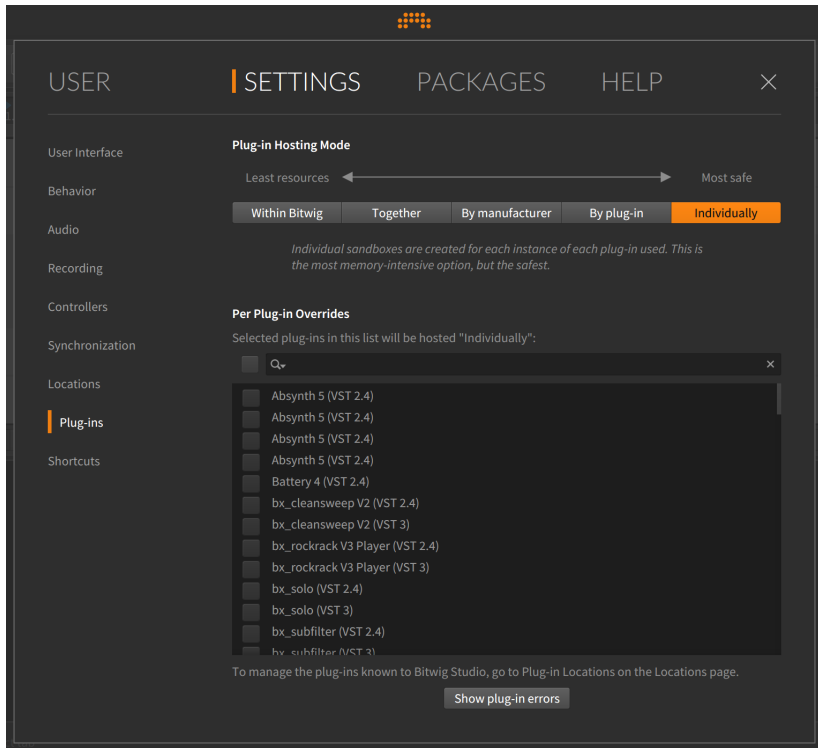 USER
SETTINGS
PACKAGES
HELP
User Interface
Behavior
Audio
Recording
Controllers
Synchronization
Locations
Plug-ins
Shortcuts
Plug-in Hosting Mode
Least resources
Most safe
Within Bitwig
Together
By manufacturer
By plug-in
Individually
Individual sandboxes are created for each instance of each plug-in used. This is
the most memory-intensive option, but the safest.
Per Plug-in Overrides
Selected plug-ins in this list will be hosted "Individually":
Absynth 5 (VST 2.4)
Absynth 5 (VST 2.4)
Absynth 5 (VST 2.4)
Absynth 5 (VST 2.4)
Battery 4 (VST 2.4)
bx_cleansweep V2 (VST 2.4)
bx_cleansweep V2 (VST 3)
bx_rockrack V3 Player (VST 2.4)
bx_rockrack V3 Player (VST 3)
bx_solo (VST 2.4)
bx_solo (VST 3)
bx_subfilter (VST 2.4)
bx_subfilter (VST 3)
To manage the plug-ins known to Bitwig Studio, go to Plug-in Locations on the Locations page.
Show plug-in errors